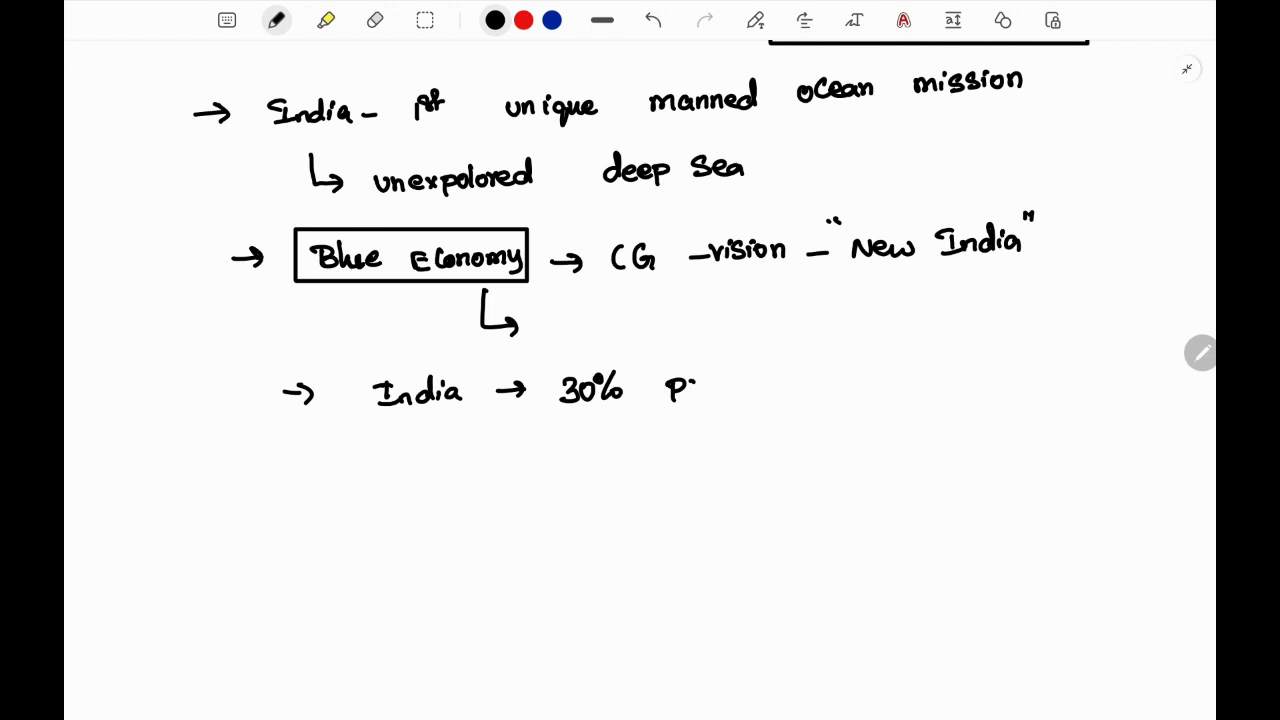 → India - 1st unique manned ocean mission
↳ unexpolored deep sea
→ Blue Economy → CG - vision - "New India"
↳
→ India → 30% P